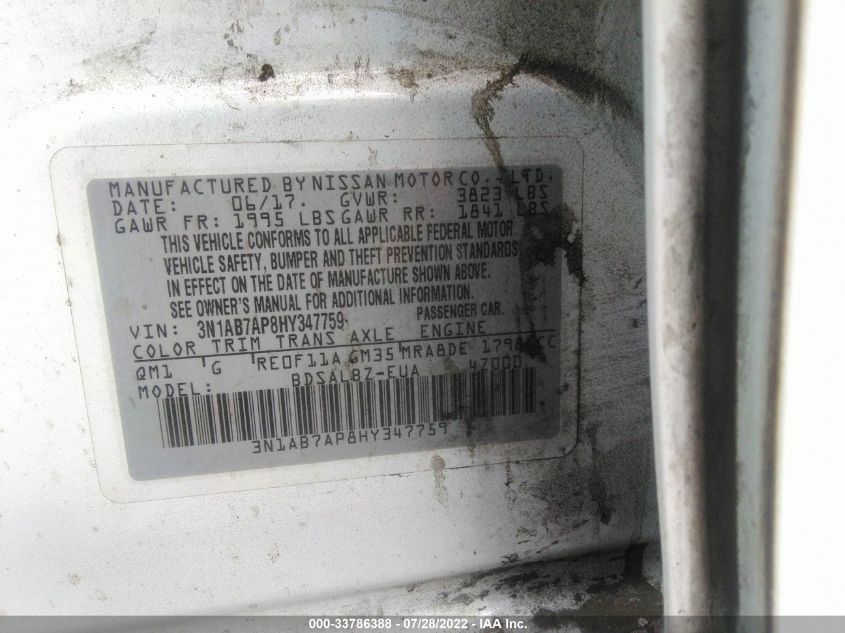 MANUFACTURED BY NISSAN MOTOR CO., LTD.
DATE: 06/17. GVWR: 3823 LBS
GAWR FR: 1995 LBS GAWR RR: 1841 LBS
THIS VEHICLE CONFORMS TO ALL APPLICABLE FEDERAL MOTOR
VEHICLE SAFETY, BUMPER AND THEFT PREVENTION STANDARDS
IN EFFECT ON THE DATE OF MANUFACTURE SHOWN ABOVE.
SEE OWNER'S MANUAL FOR ADDITIONAL INFORMATION.
VIN: 3N1AB7AP8HY347759 PASSENGER CAR.
COLOR TRIM TRANS AXLE ENGINE
QM1 G RE0F11A GM35 MRA8DE CC
MODEL: BDSALBZ-EUA 47000
3N1AB7AP8HY347759
000-33786388 - 07/28/2022 - IAA Inc.